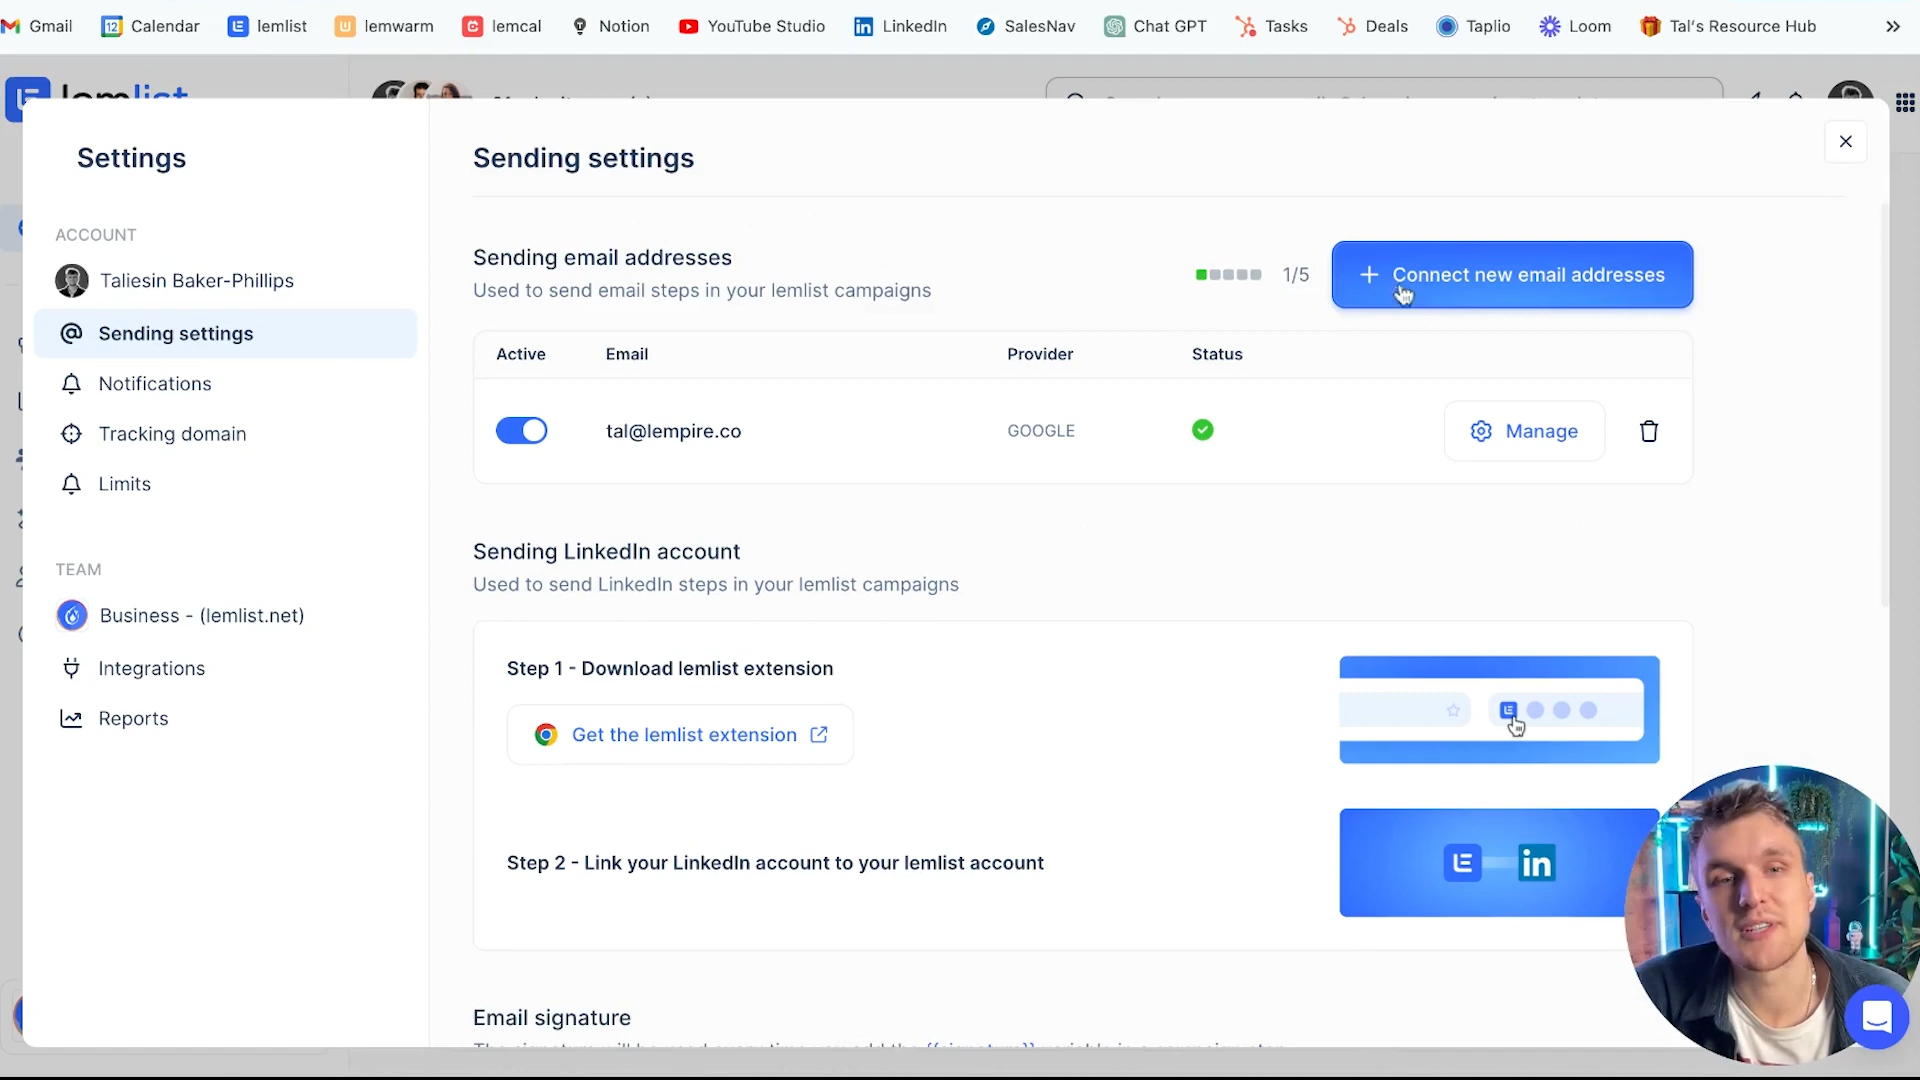 Gmail
12 Calendar
lemlist
lemwarm
lemcal
Notion
YouTube Studio
LinkedIn
SalesNav
Chat GPT
Tasks
Deals
Taplio
Loom
Tal's Resource Hub
lemlist
Settings
ACCOUNT
Taliesin Baker-Phillips
Sending settings
Notifications
Tracking domain
Limits
TEAM
Business - (lemlist.net)
Integrations
Reports
Sending settings
Sending email addresses
Used to send email steps in your lemlist campaigns
1/5
+ Connect new email addresses
Active Email Provider Status
tal@lempire.co GOOGLE Manage
Sending LinkedIn account
Used to send LinkedIn steps in your lemlist campaigns
Step 1 - Download lemlist extension
Get the lemlist extension
Step 2 - Link your LinkedIn account to your lemlist account
in
Email signature